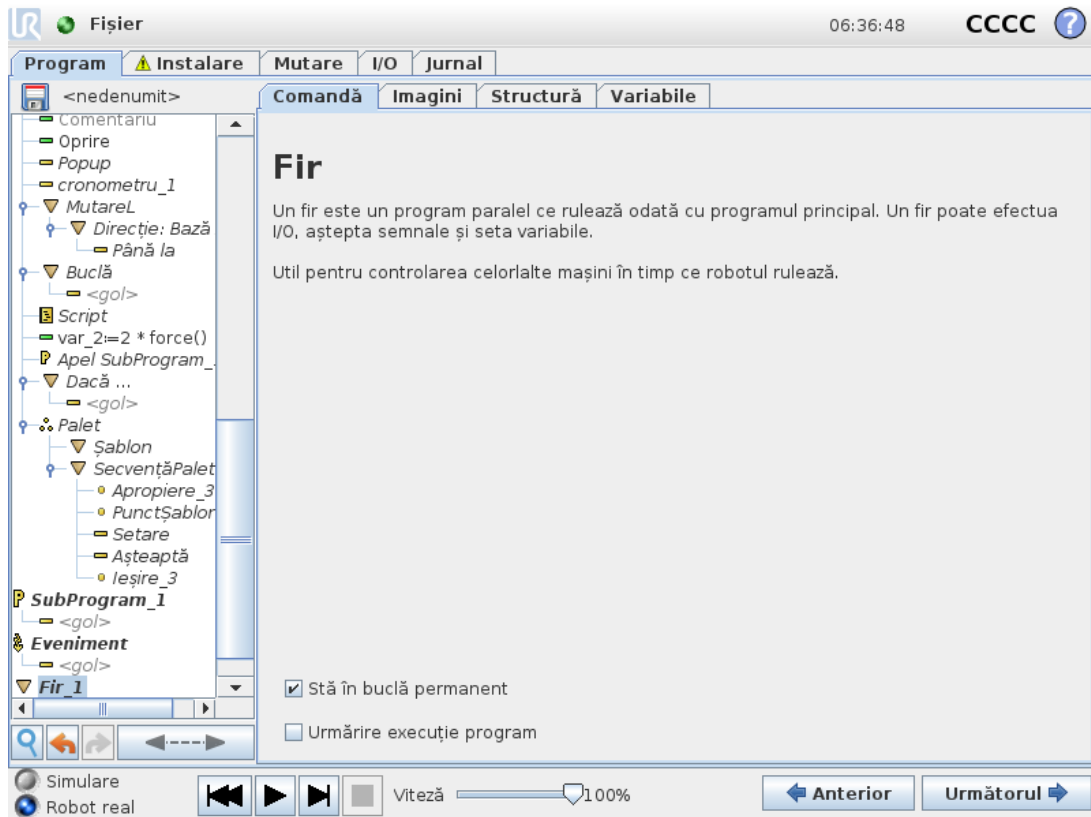 Fișier
06:36:48
CCCC
?
Program
Instalare
Mutare
I/O
Jurnal
<nedenumit>
Comandă
Imagini
Structură
Variabile
Comentariu
Oprire
Popup
cronometru_1
MutareL
Direcție: Bază
Până la
Buclă
<gol>
Script
var_2:=2 * force()
Apel SubProgram_
Dacă ...
<gol>
Palet
Șablon
SecvențăPalet
Apropiere_3
PunctȘablon
Setare
Așteaptă
Ieșire_3
SubProgram_1
<gol>
Eveniment
<gol>
Fir_1
Fir
Un fir este un program paralel ce rulează odată cu programul principal. Un fir poate efectua
I/O, aștepta semnale și seta variabile.
Util pentru controlarea celorlalte mașini în timp ce robotul rulează.
Stă în buclă permanent
Urmărire execuție program
Simulare
Robot real
Viteză
100%
Anterior
Următorul